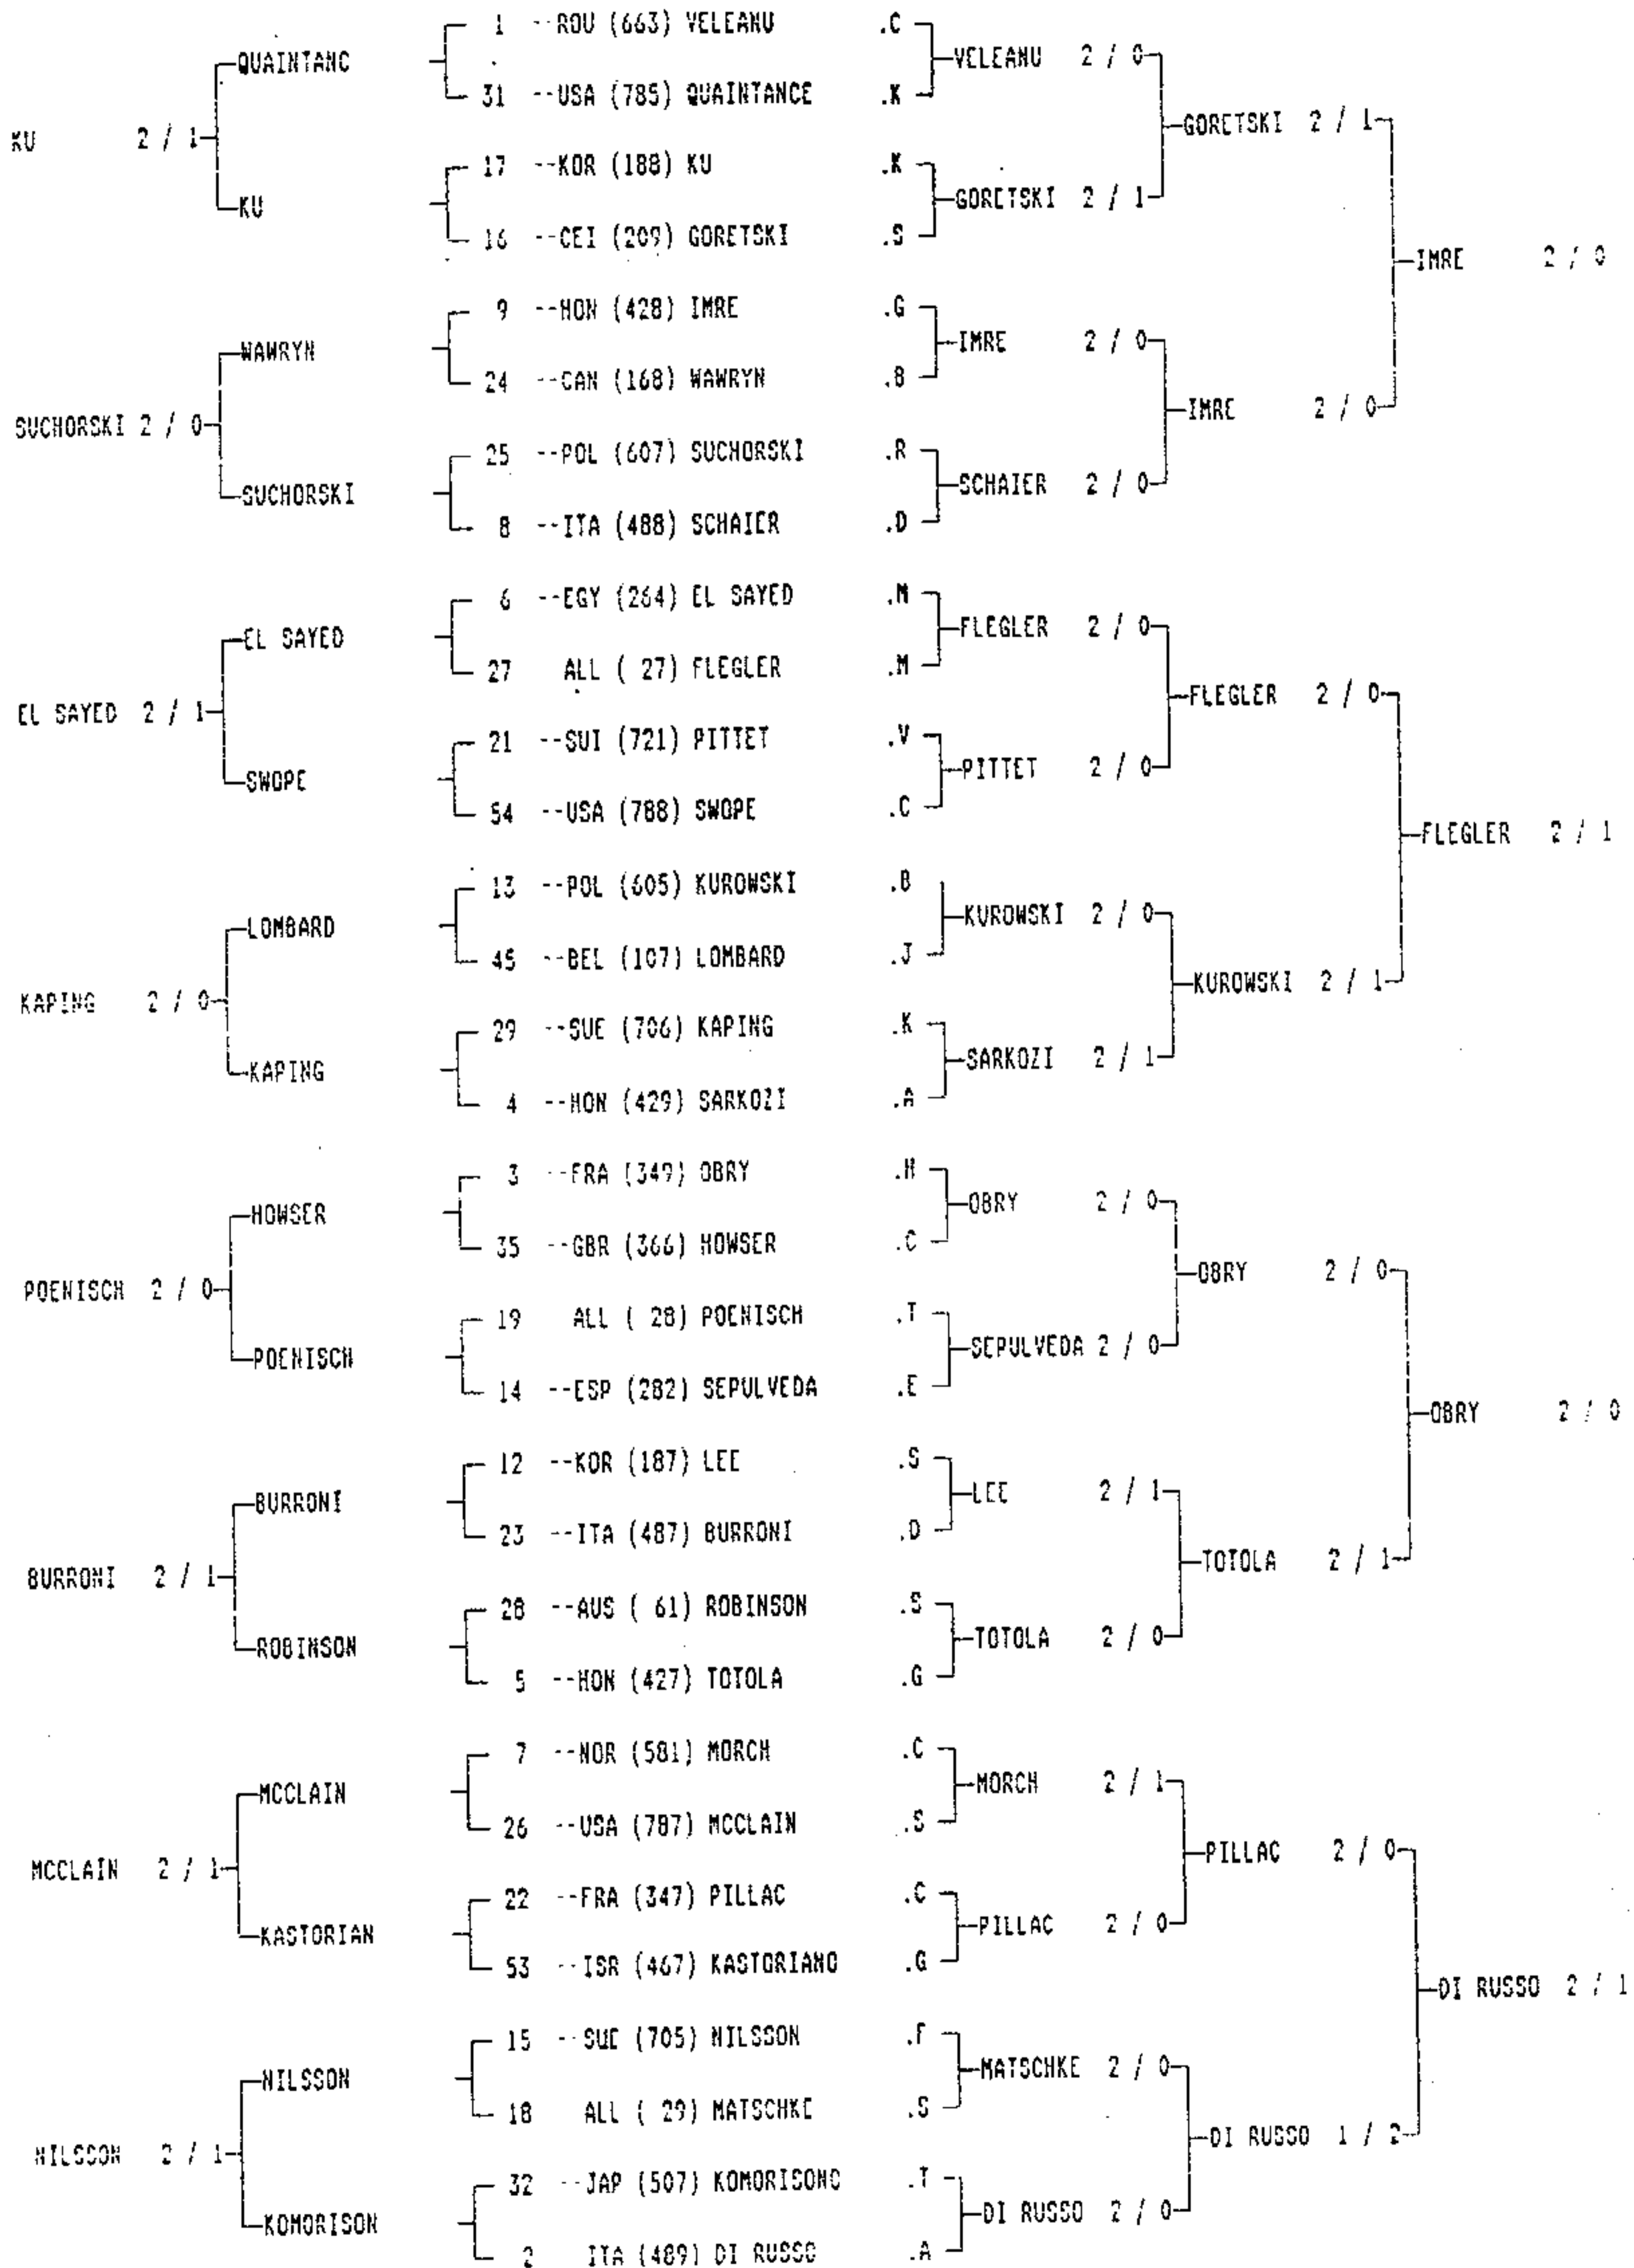 1 --ROU (663) VELEANU .C
QUAINTANC VELEANU 2 / 0
31 --USA (785) QUAINTANCE .K
KU 2 / 1 GORETSKI 2 / 1
17 --KOR (188) KU .K
KU GORETSKI 2 / 1
16 --CEI (209) GORETSKI .S
IMRE 2 / 0
9 --HON (428) IMRE .G
WAWRYN IMRE 2 / 0
24 --CAN (168) WAWRYN .B
SUCHORSKI 2 / 0 IMRE 2 / 0
25 --POL (607) SUCHORSKI .R
SUCHORSKI SCHAIER 2 / 0
8 --ITA (488) SCHAIER .D
6 --EGY (264) EL SAYED .M
EL SAYED FLEGLER 2 / 0
27 ALL ( 27) FLEGLER .M
EL SAYED 2 / 1 FLEGLER 2 / 0
21 --SUI (721) PITTET .V
SWOPE PITTET 2 / 0
54 --USA (788) SWOPE .C
FLEGLER 2 / 1
13 --POL (605) KUROWSKI .B
LOMBARD KUROWSKI 2 / 0
45 --BEL (107) LOMBARD .J
KAPING 2 / 0 KUROWSKI 2 / 1
29 --SUE (706) KAPING .K
KAPING SARKOZI 2 / 1
4 --HON (429) SARKOZI .A
3 --FRA (349) OBRY .H
HOWSER OBRY 2 / 0
35 --GBR (366) HOWSER .C
POENISCH 2 / 0 OBRY 2 / 0
19 ALL ( 28) POENISCH .T
POENISCH SEPULVEDA 2 / 0
14 --ESP (282) SEPULVEDA .E
OBRY 2 / 0
12 --KOR (187) LEE .S
BURRONI LEE 2 / 1
23 --ITA (487) BURRONI .D
BURRONI 2 / 1 TOTOLA 2 / 1
28 --AUS ( 61) ROBINSON .S
ROBINSON TOTOLA 2 / 0
5 --HON (427) TOTOLA .G
7 --NOR (581) MORCH .C
MCCLAIN MORCH 2 / 1
26 --USA (787) MCCLAIN .S
MCCLAIN 2 / 1 PILLAC 2 / 0
22 --FRA (347) PILLAC .C
KASTORIAN PILLAC 2 / 0
53 --ISR (467) KASTORIANO .G
DI RUSSO 2 / 1
15 --SUE (705) NILSSON .F
NILSSON MATSCHKE 2 / 0
18 ALL ( 29) MATSCHKE .S
NILSSON 2 / 1 DI RUSSO 1 / 2
32 --JAP (507) KOMORISONO .T
KOMORISON DI RUSSO 2 / 0
2 ITA (489) DI RUSSO .A